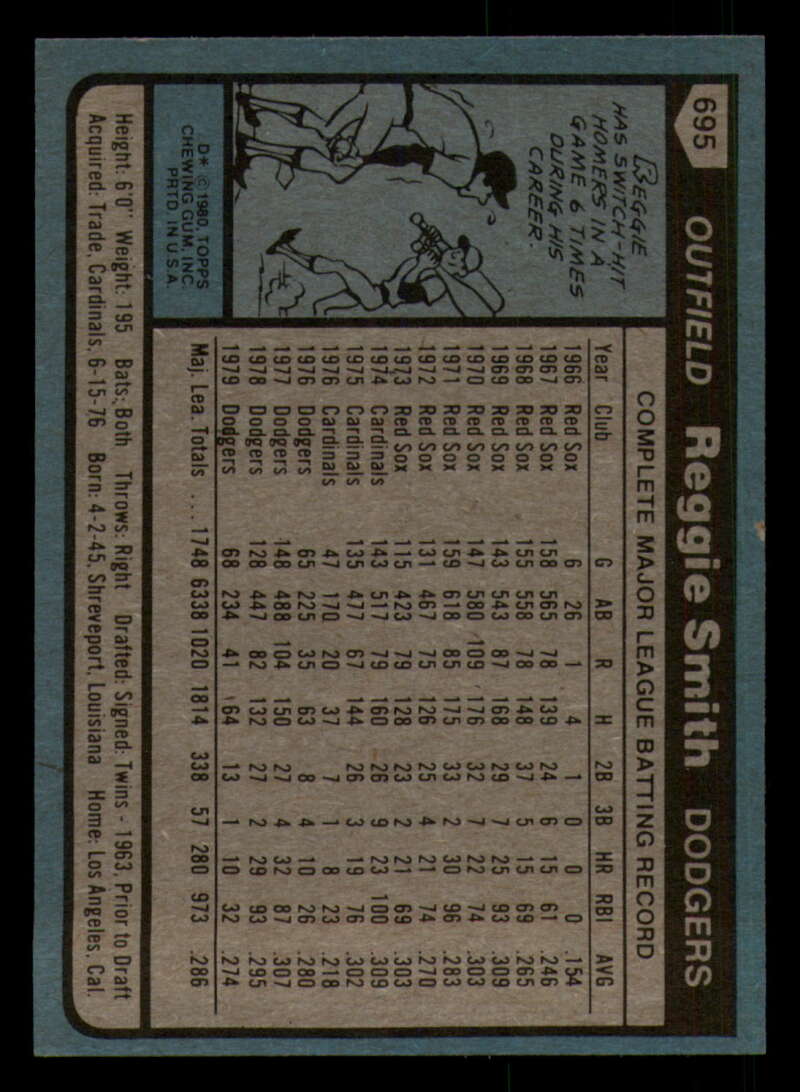 695 OUTFIELD Reggie Smith DODGERS
REGGIE
HAS SWITCH-HIT
HOMERS IN A
GAME 6 TIMES
DURING HIS
CAREER.
D* © 1980 TOPPS
CHEWING GUM, INC.
PRTD. IN U.S.A.
COMPLETE MAJOR LEAGUE BATTING RECORD
Year Club G AB R H 2B 3B HR RBI AVG
1966 Red Sox 6 26 1 4 1 0 0 0 .154
1967 Red Sox 158 565 78 139 24 6 15 61 .246
1968 Red Sox 155 558 78 148 37 5 15 69 .265
1969 Red Sox 143 543 87 168 29 7 25 93 .309
1970 Red Sox 147 580 109 176 32 7 22 74 .303
1971 Red Sox 159 618 85 175 33 2 30 96 .283
1972 Red Sox 131 467 75 126 25 4 21 74 .270
1973 Red Sox 115 423 79 128 23 2 21 69 .303
1974 Cardinals 143 517 79 160 26 9 23 100 .309
1975 Cardinals 135 477 67 144 26 3 19 76 .302
1976 Cardinals 47 170 20 37 7 1 8 23 .218
1976 Dodgers 65 225 35 63 8 4 10 26 .280
1977 Dodgers 148 488 104 150 27 4 32 87 .307
1978 Dodgers 128 447 82 132 27 2 29 93 .295
1979 Dodgers 68 234 41 64 13 1 10 32 .274
Maj. Lea. Totals ... 1748 6338 1020 1814 338 57 280 973 .286
Height: 6'0" Weight: 195 Bats: Both Throws: Right Drafted: Signed: Twins - 1963, Prior to Draft
Acquired: Trade, Cardinals, 6-15-76 Born: 4-2-45, Shreveport, Louisiana Home: Los Angeles, Cal.